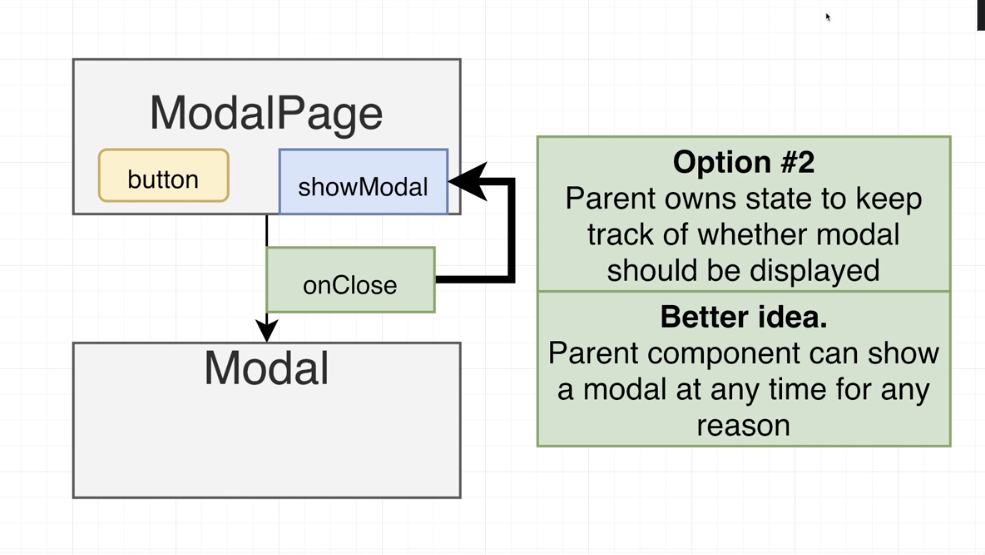 ModalPage
button
showModal
onClose
Modal
Option #2
Parent owns state to keep
track of whether modal
should be displayed
Better idea.
Parent component can show
a modal at any time for any
reason